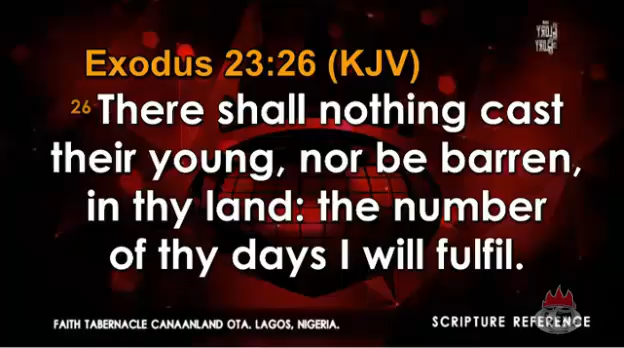 Exodus 23:26 (KJV)
26 There shall nothing cast
their young, nor be barren,
in thy land: the number
of thy days I will fulfil.
FAITH TABERNACLE CANAANLAND OTA. LAGOS, NIGERIA.
SCRIPTURE REFERENCE